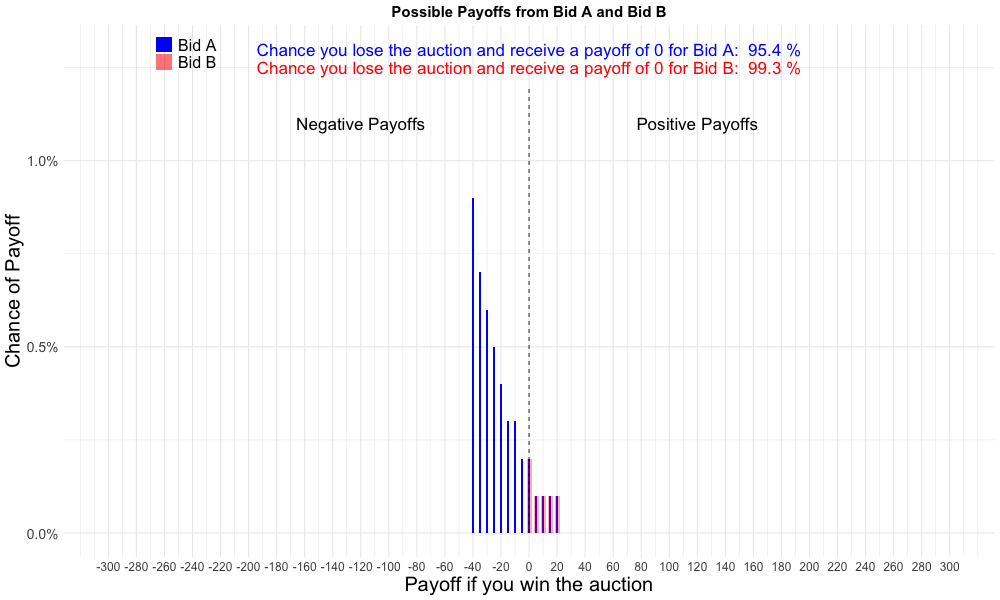 Possible Payoffs from Bid A and Bid B
Bid A
Bid B
Chance you lose the auction and receive a payoff of 0 for Bid A:  95.4 %
Chance you lose the auction and receive a payoff of 0 for Bid B:  99.3 %
Negative Payoffs
Positive Payoffs
Chance of Payoff
1.0%
0.5%
0.0%
-300 -280 -260 -240 -220 -200 -180 -160 -140 -120 -100 -80 -60 -40 -20 0 20 40 60 80 100 120 140 160 180 200 220 240 260 280 300
Payoff if you win the auction